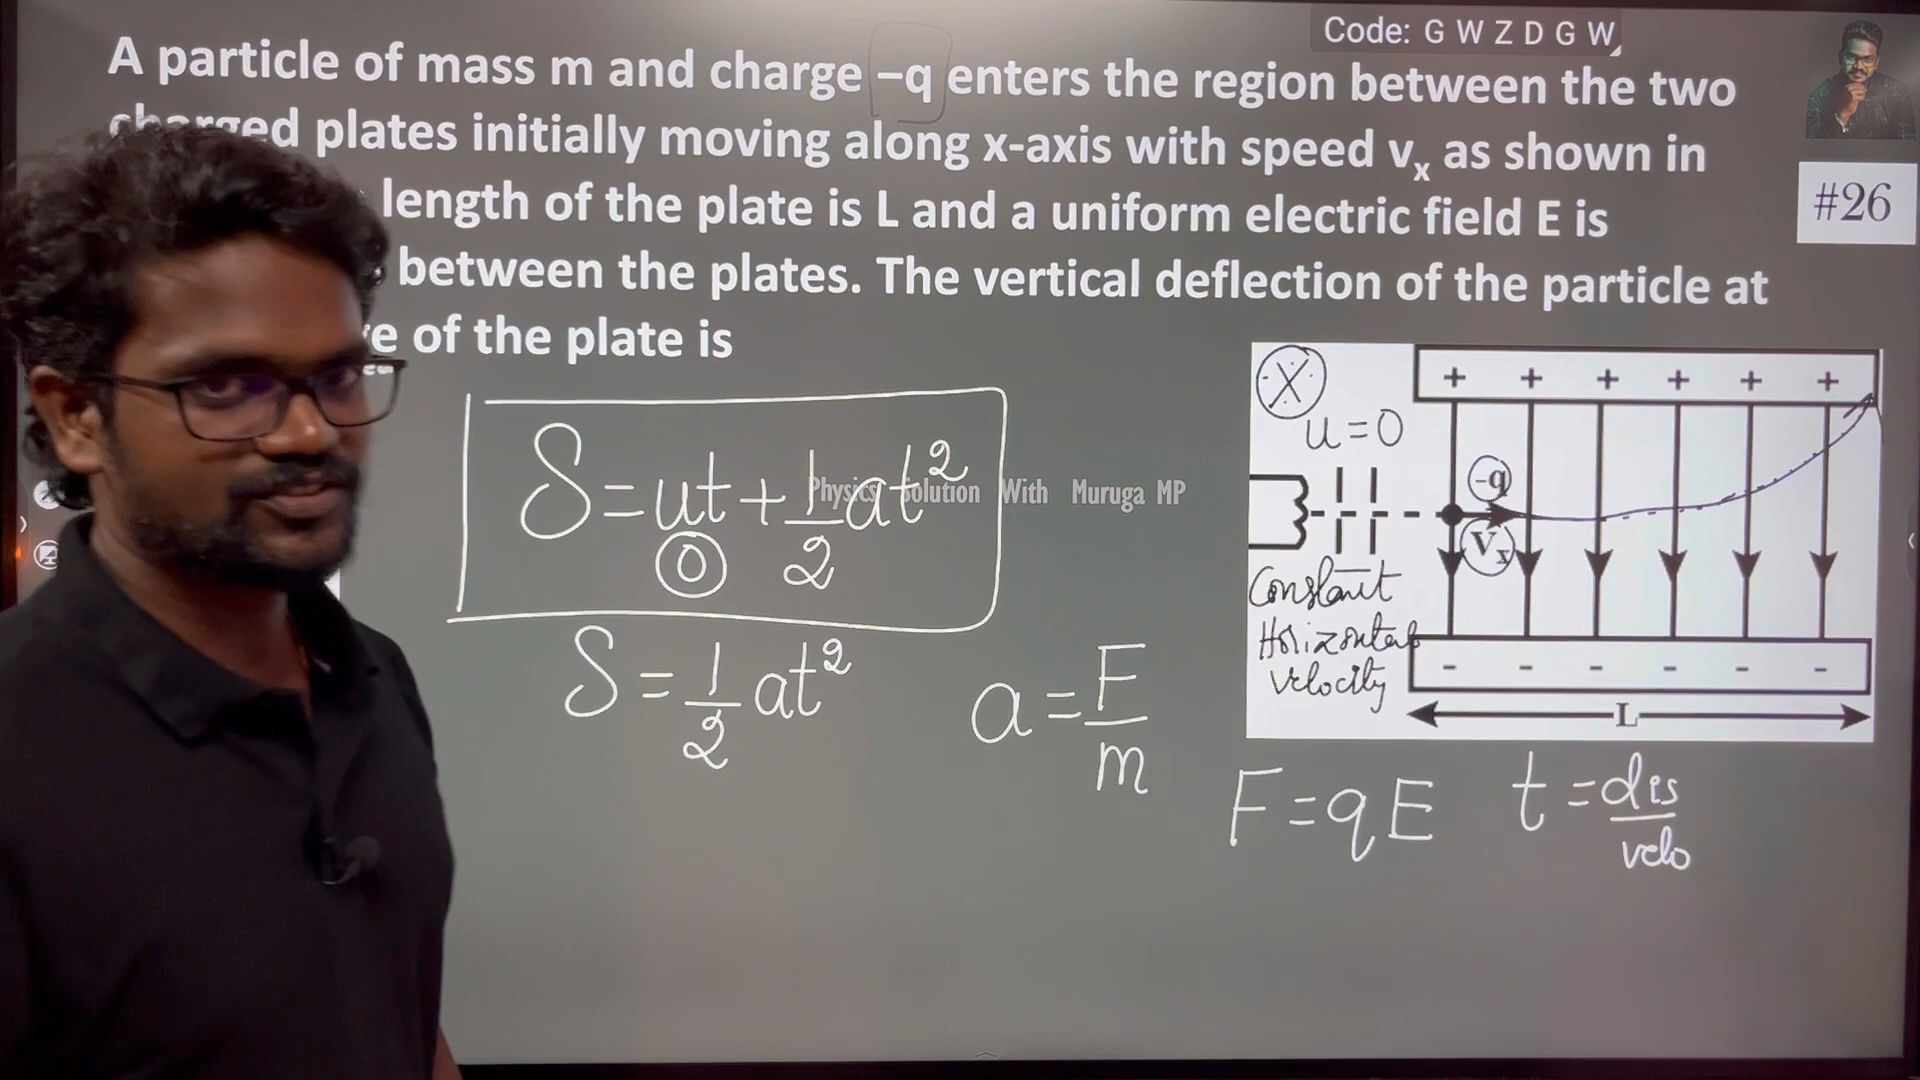 Code: G W Z D G W
A particle of mass m and charge –q enters the region between the two
charged plates initially moving along x-axis with speed vx as shown in
#26
length of the plate is L and a uniform electric field E is
between the plates. The vertical deflection of the particle at
e of the plate is
S = ut + 1/2 at²
0
Physics Solution With Muruga MP
S = 1/2 at²
a = F/m
X
u = 0
+ + + + + +
-q
Vx
Constant
Horizontal
Velocity
- - - - - -
L
F = qE
t = dis/velo